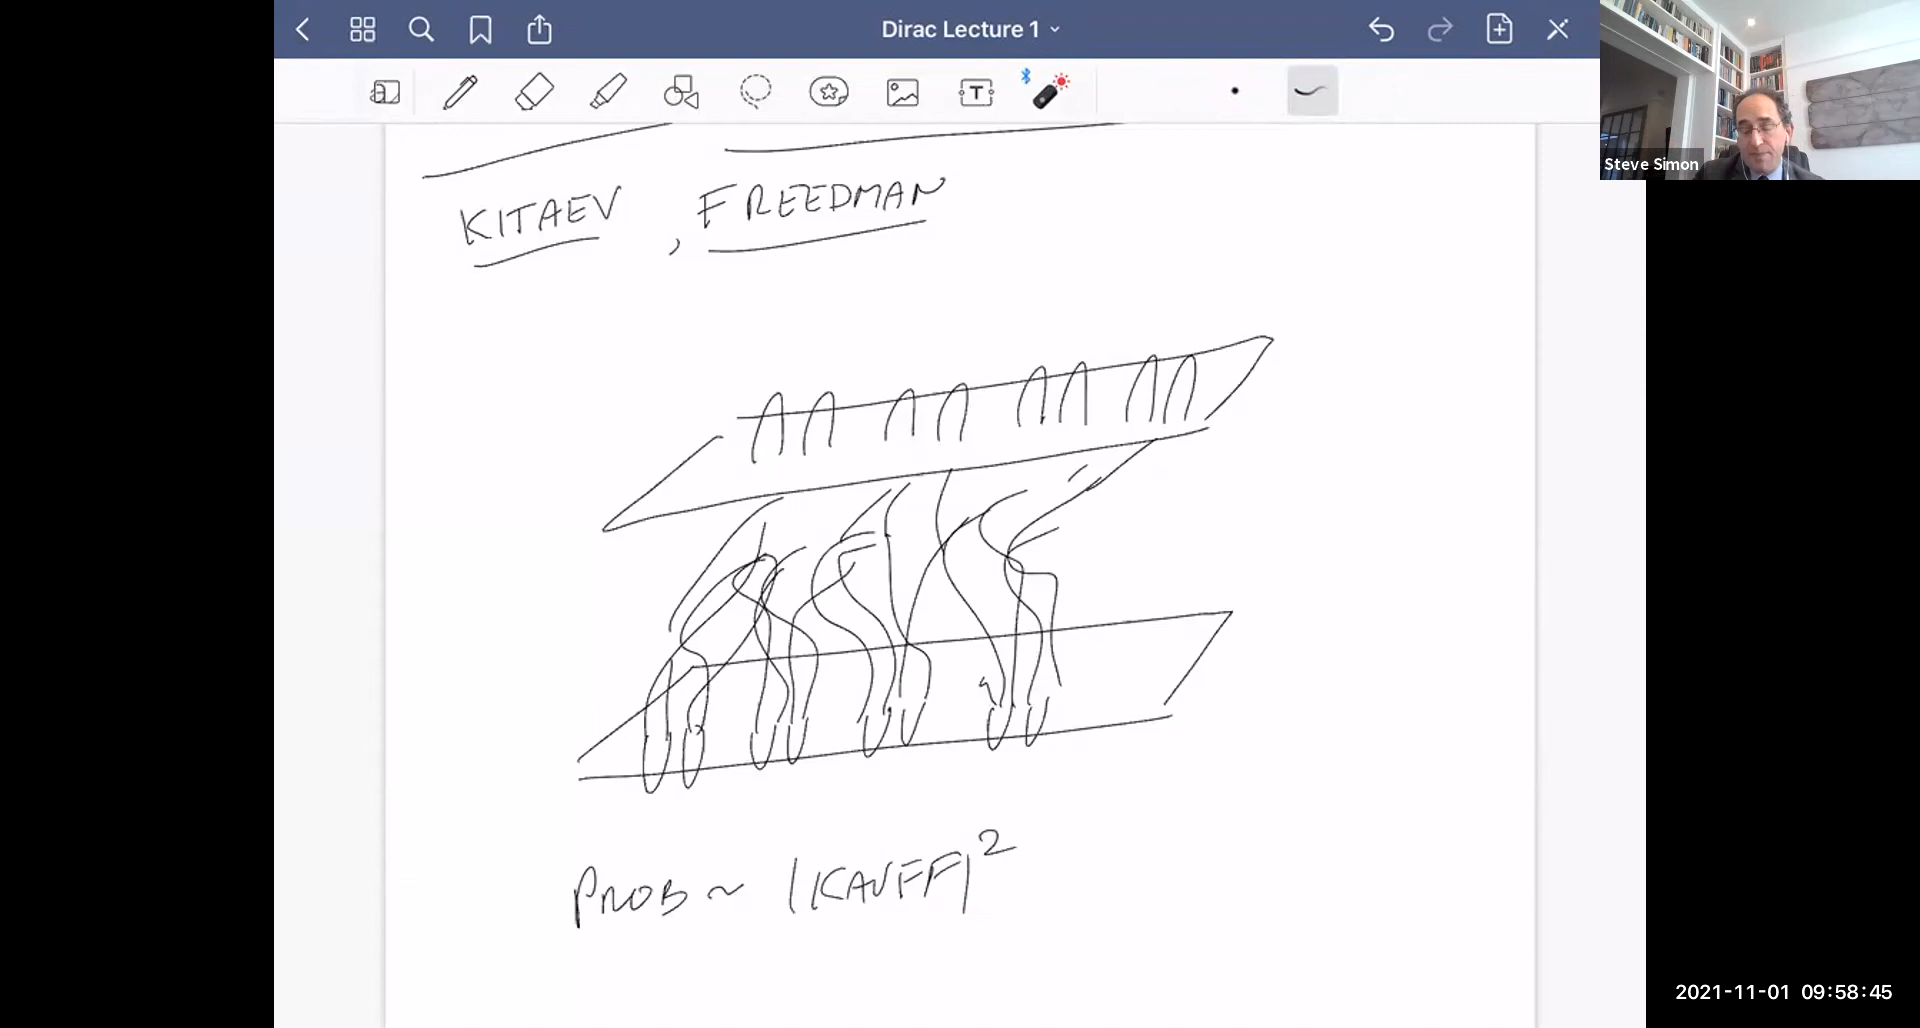 Dirac Lecture 1
T
Steve Simon
KITAEV , FREEDMAN
PROB ~ |KAUFF|²
2021-11-01 09:58:45